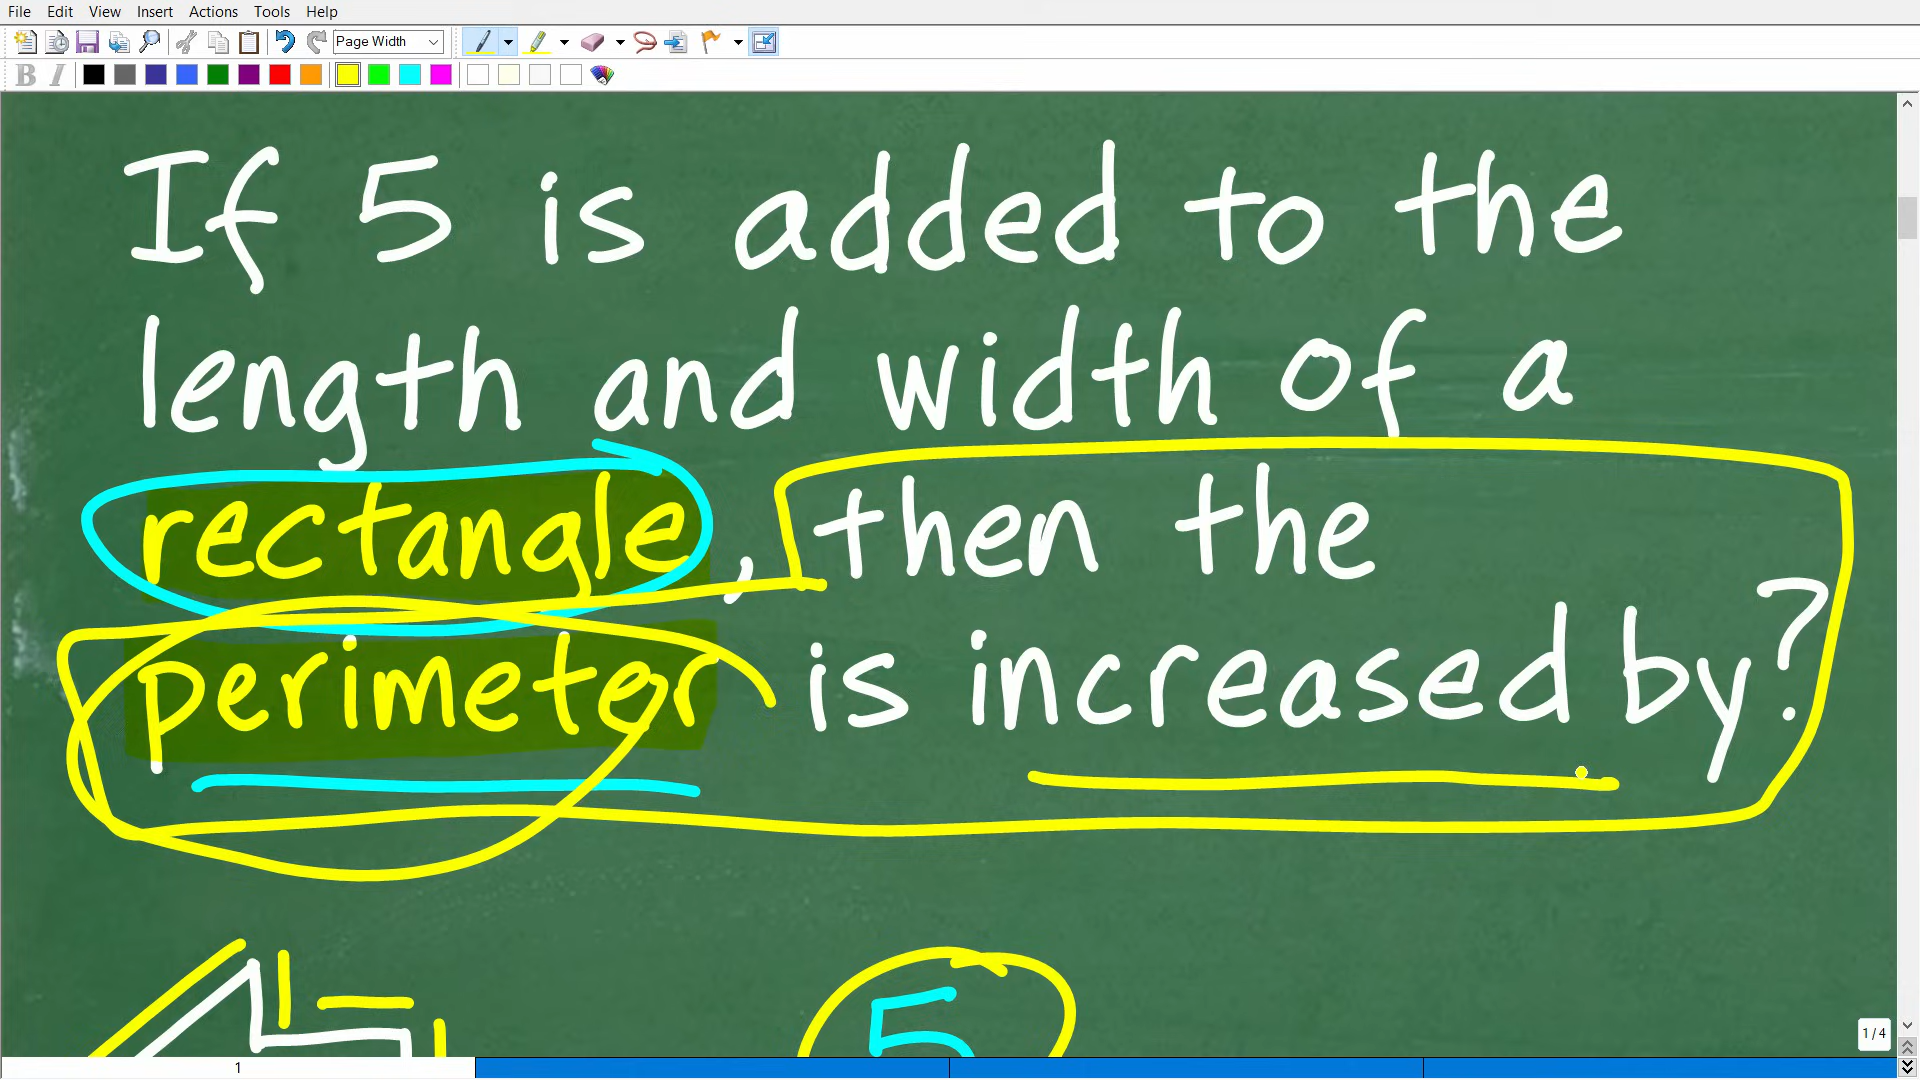 File Edit View Insert Actions Tools Help
Page Width
B I
If 5 is added to the
length and width of a
rectangle, then the
perimeter is increased by?
5
1 / 4
1